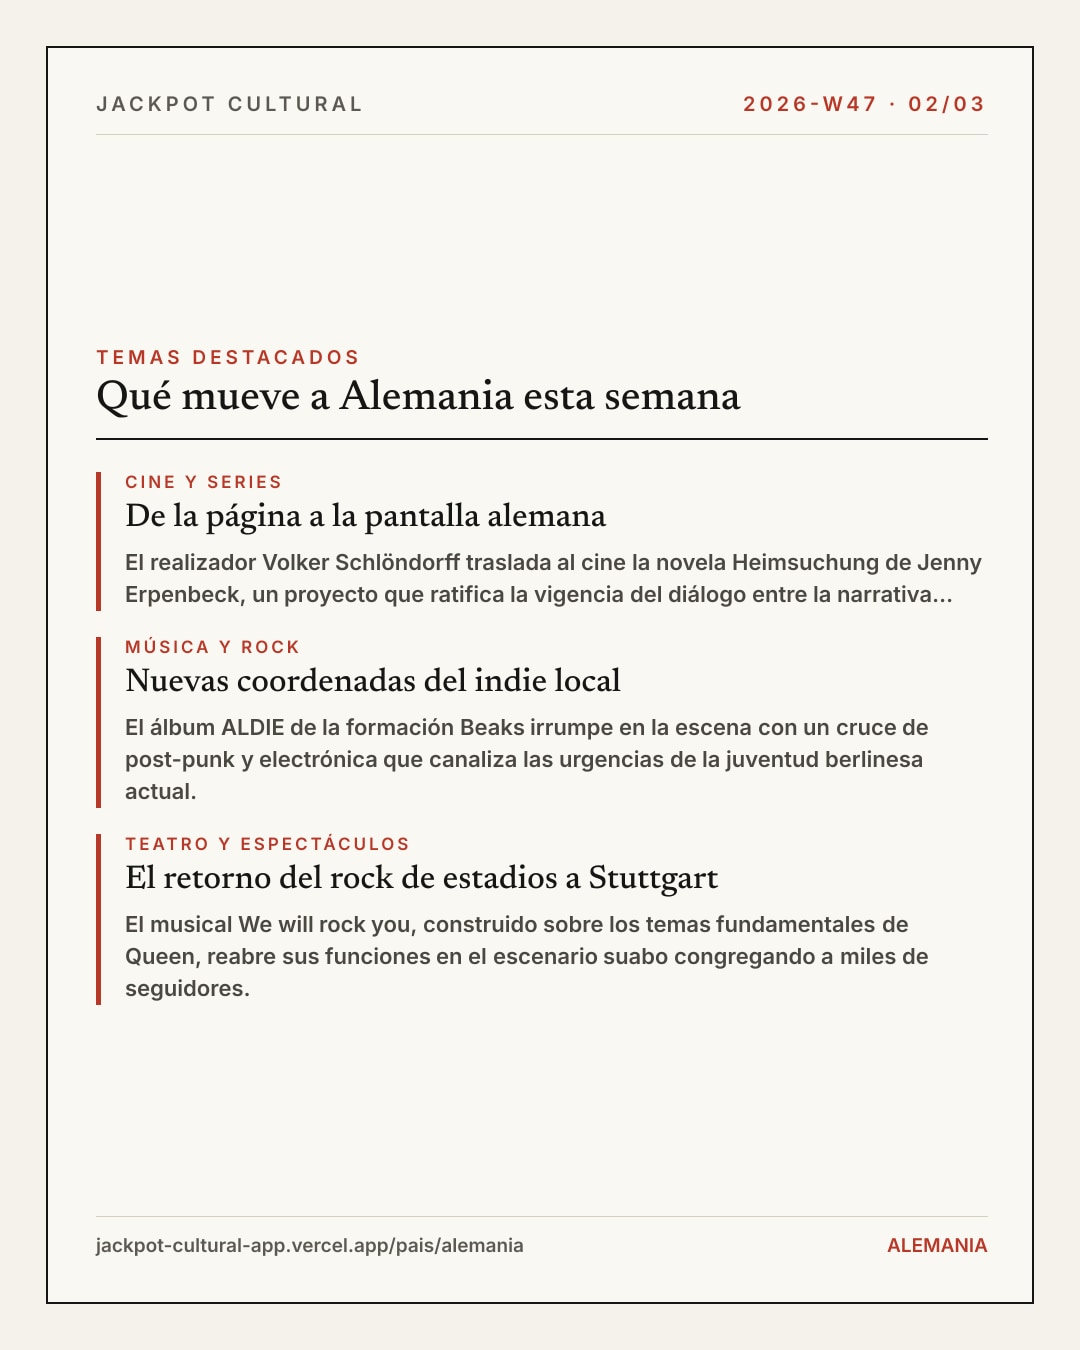 JACKPOT CULTURAL
2026-W47 · 02/03
TEMAS DESTACADOS
Qué mueve a Alemania esta semana
CINE Y SERIES
De la página a la pantalla alemana
El realizador Volker Schlöndorff traslada al cine la novela Heimsuchung de Jenny
Erpenbeck, un proyecto que ratifica la vigencia del diálogo entre la narrativa...
MÚSICA Y ROCK
Nuevas coordenadas del indie local
El álbum ALDIE de la formación Beaks irrumpe en la escena con un cruce de
post-punk y electrónica que canaliza las urgencias de la juventud berlinesa
actual.
TEATRO Y ESPECTÁCULOS
El retorno del rock de estadios a Stuttgart
El musical We will rock you, construido sobre los temas fundamentales de
Queen, reabre sus funciones en el escenario suabo congregando a miles de
seguidores.
jackpot-cultural-app.vercel.app/pais/alemania
ALEMANIA